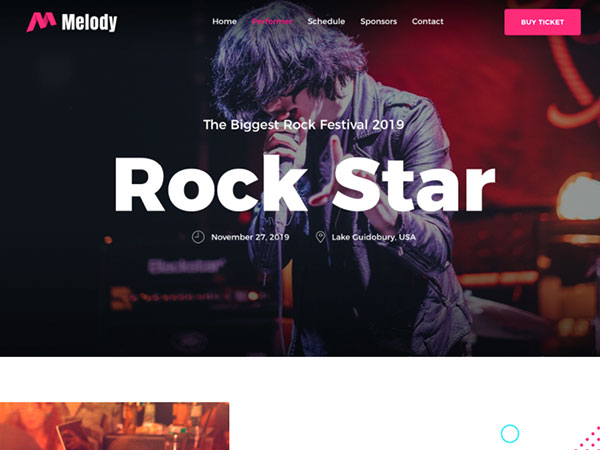 Melody
Home Performer Schedule Sponsors Contact
BUY TICKET
The Biggest Rock Festival 2019
Rock Star
November 27, 2019 Lake Guidobury, USA
Blackstar